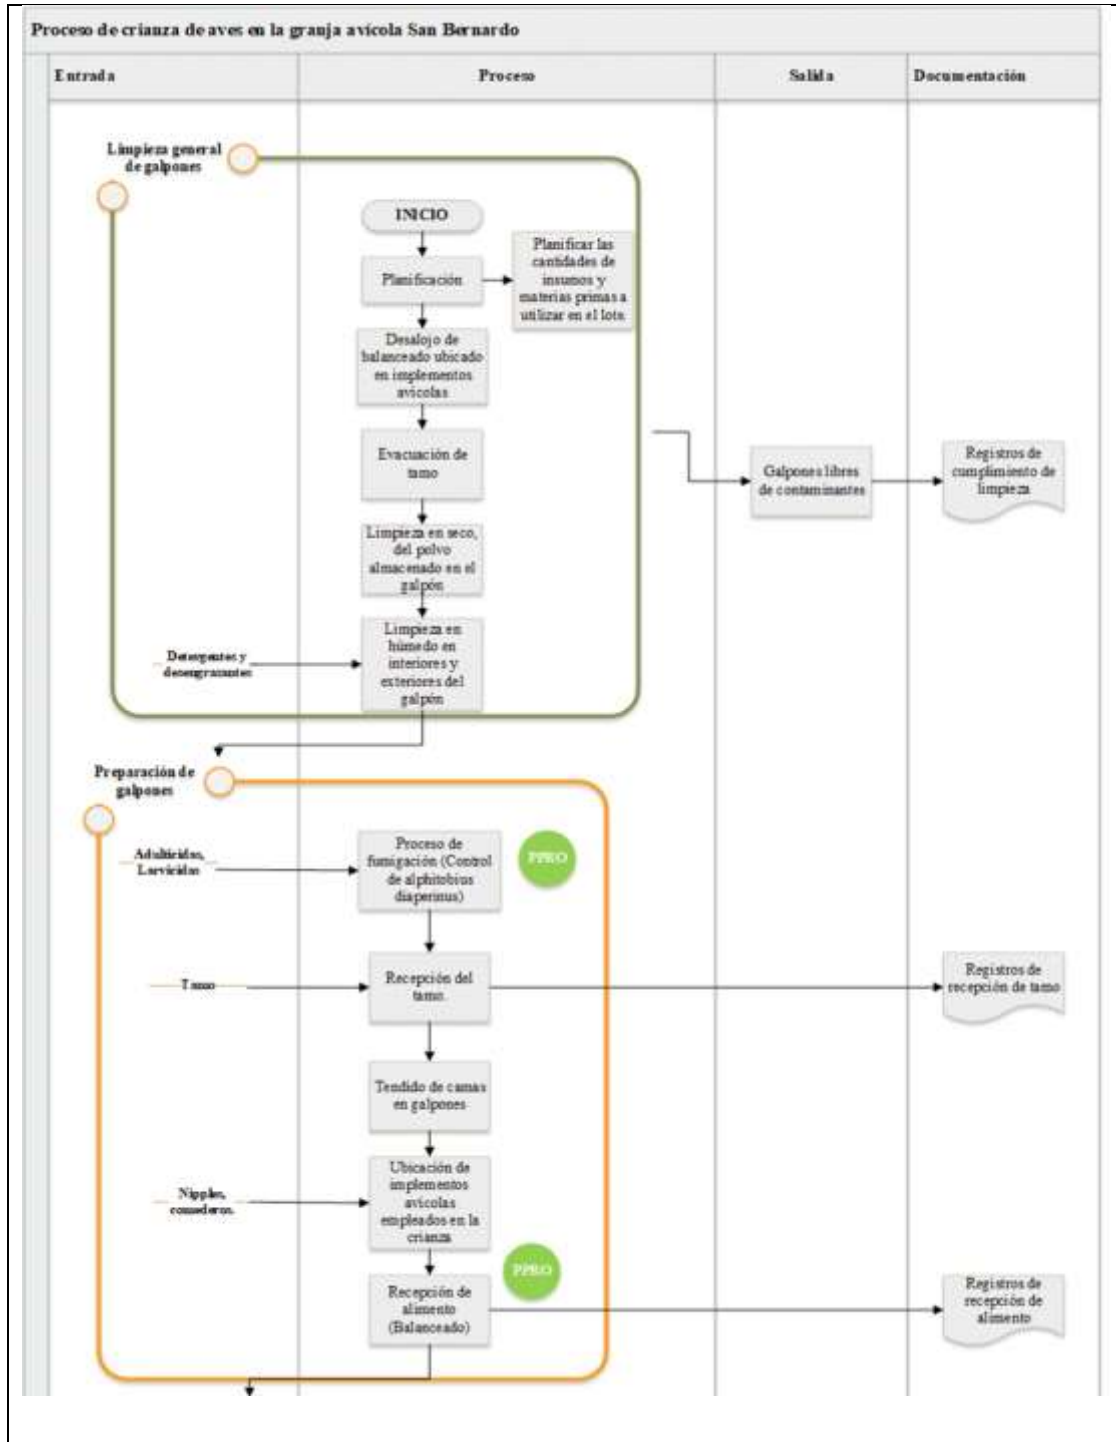 Proceso de crianza de aves en la granja avícola San Bernardo
Entrada
Proceso
Salida
Documentación
Limpieza general
de galpones
INICIO
Planificación
Planificar las
cantidades de
insumos y
materias primas a
utilizar en el lote
Desalojo de
balanceado ubicado
en implementos
avícolas
Evacuación de
tamo
Galpones libres
de contaminantes
Registros de
cumplimiento de
limpieza
Limpieza en seco,
del polvo
almacenado en el
galpón
Detergentes y
desengrasantes
Limpieza en
húmedo en
interiores y
exteriores del
galpón
Preparación de
galpones
Adulticidas,
Larvicidas
Proceso de
fumigación (Control
de alphitobius
diaperinus)
PPRO
Tamo
Recepción del
tamo.
Registros de
recepción de tamo
Tendido de camas
en galpones
Nipples,
comederos.
Ubicación de
implementos
avícolas
empleados en la
crianza
PPRO
Recepción de
alimento
(Balanceado)
Registros de
recepción de
alimento